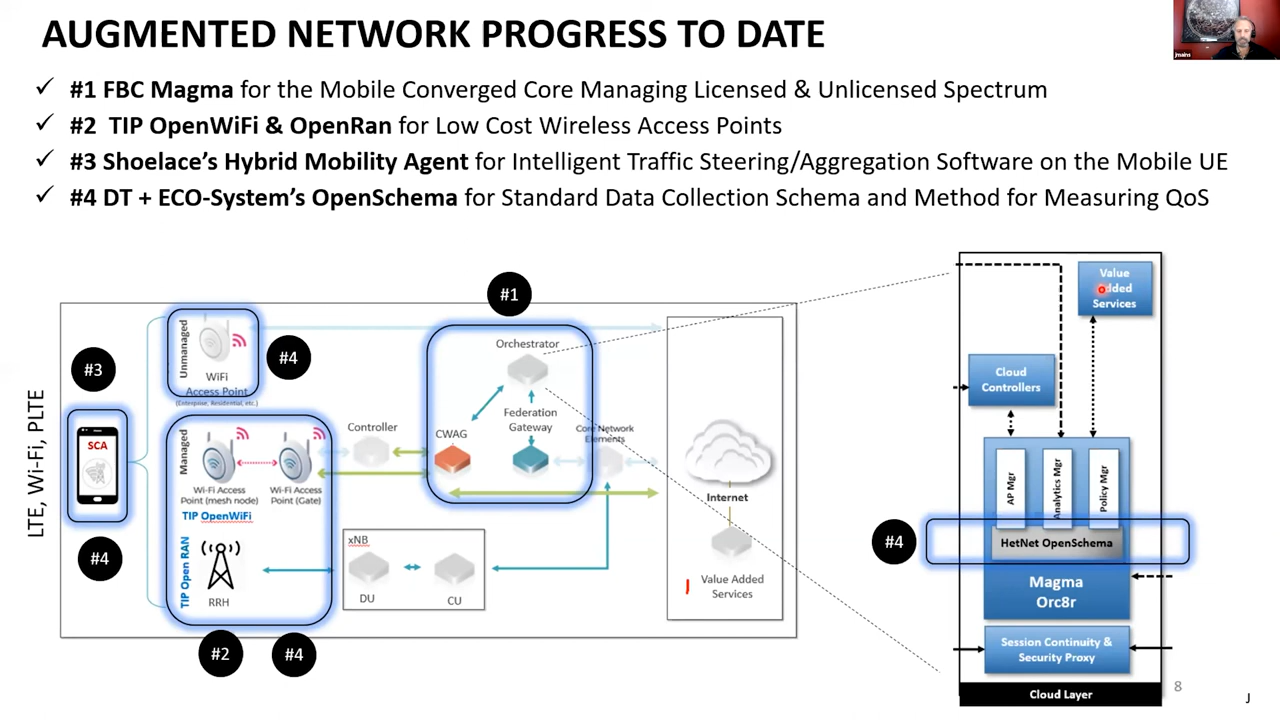 AUGMENTED NETWORK PROGRESS TO DATE
jmains
✓ #1 FBC Magma for the Mobile Converged Core Managing Licensed & Unlicensed Spectrum
✓ #2 TIP OpenWiFi & OpenRan for Low Cost Wireless Access Points
✓ #3 Shoelace's Hybrid Mobility Agent for Intelligent Traffic Steering/Aggregation Software on the Mobile UE
✓ #4 DT + ECO-System's OpenSchema for Standard Data Collection Schema and Method for Measuring QoS
LTE, Wi-Fi, PLTE
#3
SCA
#4
Unmanaged
WiFi
Access Point
(Enterprise, Residential, etc.)
#4
Managed
Wi-Fi Access
Point (mesh node)
Wi-Fi Access
Point (Gate)
TIP OpenWiFi
TIP Open RAN
RRH
#2
#4
Controller
xNB
DU
CU
#1
Orchestrator
CWAG
Federation
Gateway
Core Network
Elements
Internet
Value Added
Services
Value
Added
Services
Cloud
Controllers
AP Mgr
Analytics Mgr
Policy Mgr
#4
HetNet OpenSchema
Magma
Orc8r
Session Continuity &
Security Proxy
Cloud Layer
8
J